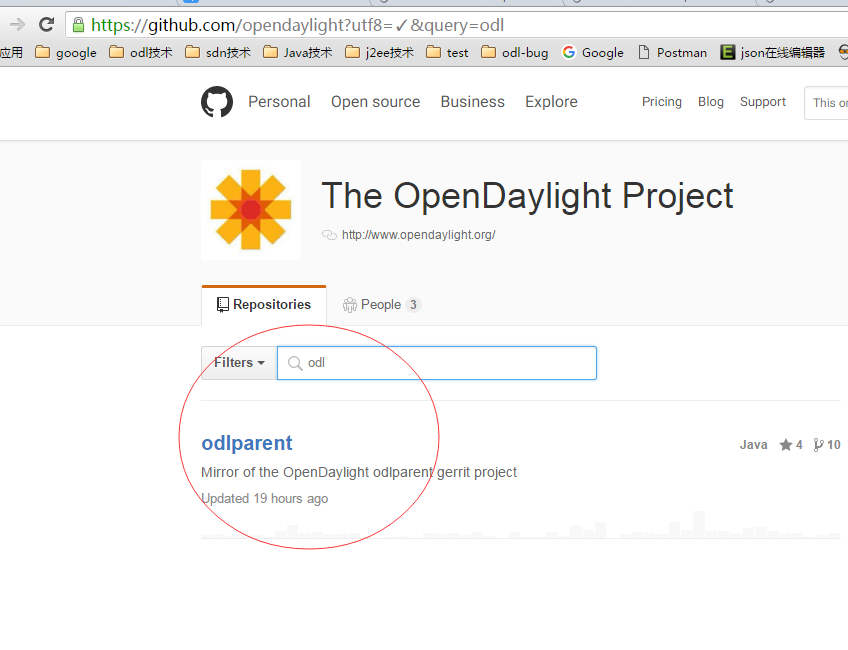 https://github.com/opendaylight?utf8=✓&query=odl
应用 google odl技术 sdn技术 Java技术 j2ee技术 test odl-bug Google Postman json在线编辑器
Personal Open source Business Explore Pricing Blog Support This or
The OpenDaylight Project
http://www.opendaylight.org/
Repositories People 3
Filters odl
odlparent
Java 4 10
Mirror of the OpenDaylight odlparent gerrit project
Updated 19 hours ago